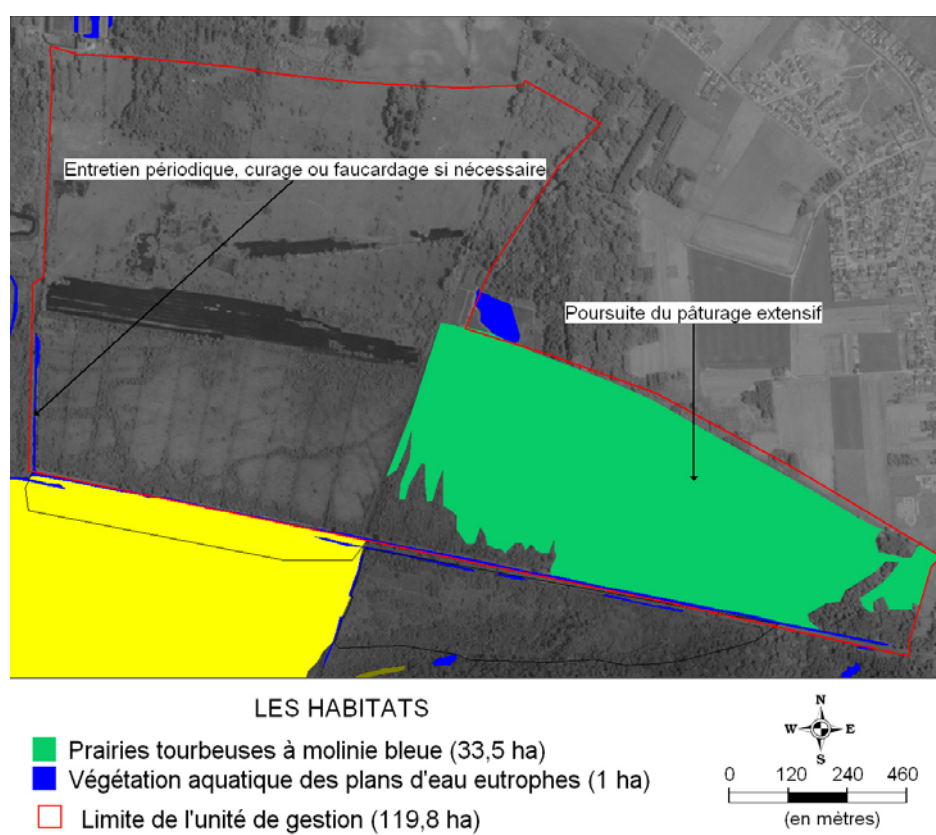 Entretien périodique, curage ou faucardage si nécessaire
Poursuite du pâturage extensif
LES HABITATS
Prairies tourbeuses à molinie bleue (33,5 ha)
Végétation aquatique des plans d'eau eutrophes (1 ha)
Limite de l'unité de gestion (119,8 ha)
N
W E
S
0 120 240 460
(en mètres)